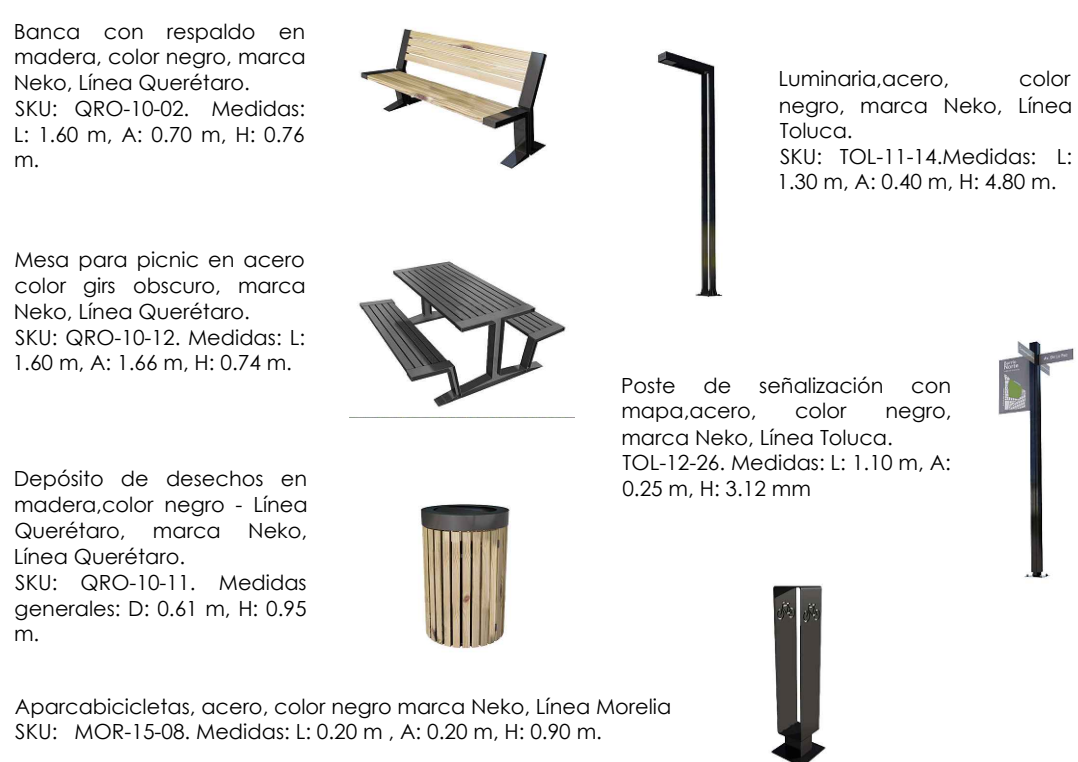 Banca con respaldo en
madera, color negro, marca
Neko, Línea Querétaro.
SKU: QRO-10-02. Medidas:
L: 1.60 m, A: 0.70 m, H: 0.76
m.
Luminaria,acero, color
negro, marca Neko, Línea
Toluca.
SKU: TOL-11-14.Medidas: L:
1.30 m, A: 0.40 m, H: 4.80 m.
Mesa para picnic en acero
color girs obscuro, marca
Neko, Línea Querétaro.
SKU: QRO-10-12. Medidas: L:
1.60 m, A: 1.66 m, H: 0.74 m.
Poste de señalización con
mapa,acero, color negro,
marca Neko, Línea Toluca.
TOL-12-26. Medidas: L: 1.10 m, A:
0.25 m, H: 3.12 mm
Norte
Depósito de desechos en
madera,color negro - Línea
Querétaro, marca Neko,
Línea Querétaro.
SKU: QRO-10-11. Medidas
generales: D: 0.61 m, H: 0.95
m.
Aparcabicicletas, acero, color negro marca Neko, Línea Morelia
SKU: MOR-15-08. Medidas: L: 0.20 m , A: 0.20 m, H: 0.90 m.